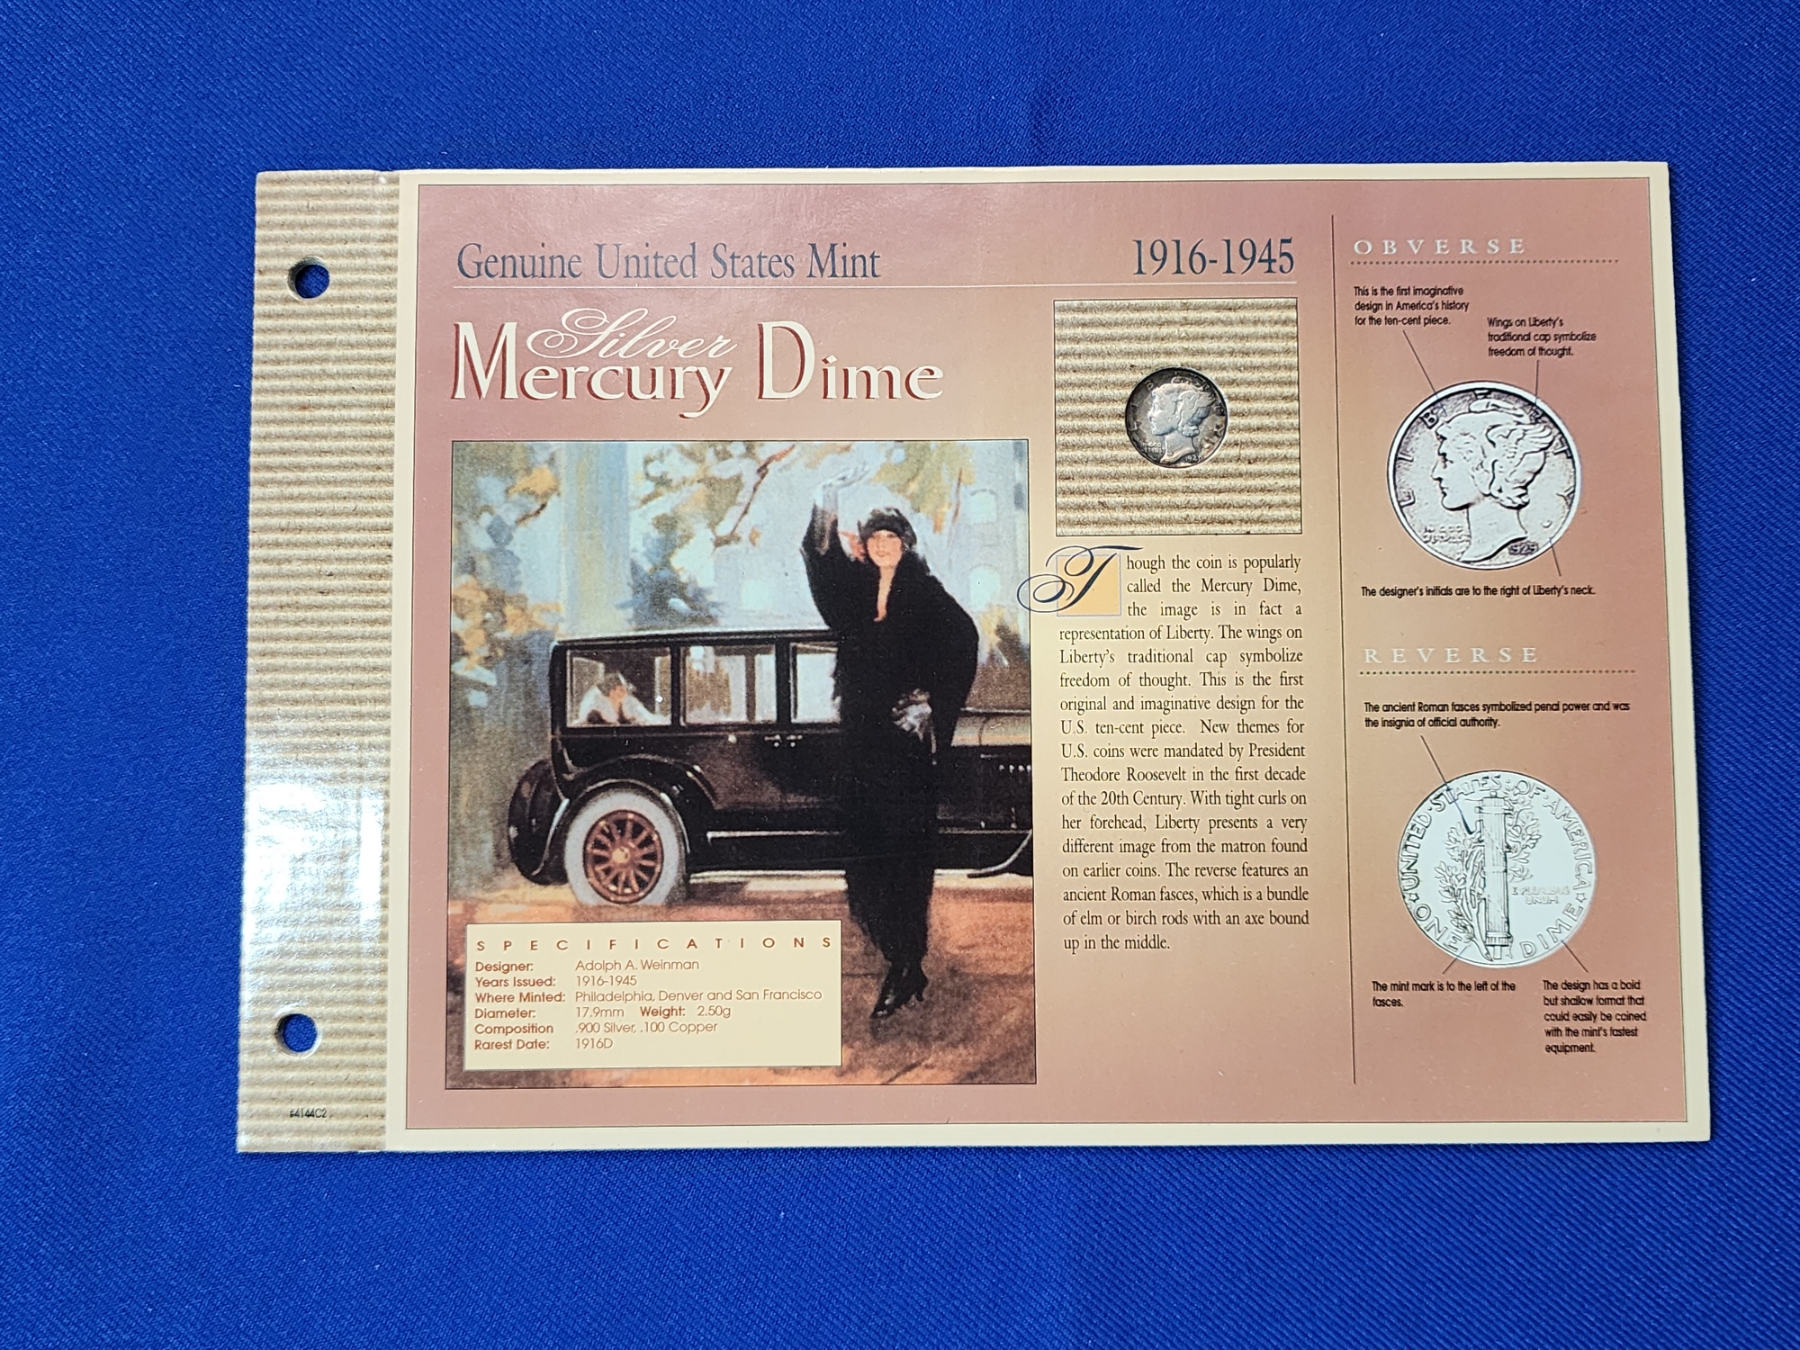 Genuine United States Mint
1916-1945
Silver
Mercury Dime
Though the coin is popularly
called the Mercury Dime,
the image is in fact a
representation of Liberty. The wings on
Liberty's traditional cap symbolize
freedom of thought. This is the first
original and imaginative design for the
U.S. ten-cent piece. New themes for
U.S. coins were mandated by President
Theodore Roosevelt in the first decade
of the 20th Century. With tight curls on
her forehead, Liberty presents a very
different image from the matron found
on earlier coins. The reverse features an
ancient Roman fasces, which is a bundle
of elm or birch rods with an axe bound
up in the middle.
SPECIFICATIONS
Designer: Adolph A. Weinman
Years Issued: 1916-1945
Where Minted: Philadelphia, Denver and San Francisco
Diameter: 17.9mm Weight: 2.50g
Composition .900 Silver, .100 Copper
Rarest Date: 1916D
#4144C2
OBVERSE
This is the first imaginative
design in America's history
for the ten-cent piece.
Wings on Liberty's
traditional cap symbolize
freedom of thought.
LIBERTY
The designer's initials are to the right of Liberty's neck.
REVERSE
The ancient Roman fasces symbolized penal power and was
the insignia of official authority.
UNITED·STATES·OF·AMERICA
E PLURIBUS
UNUM
ONE DIME
The mint mark is to the left of the
fasces.
The design has a bold
but shallow format that
could easily be coined
with the mint's fastest
equipment.